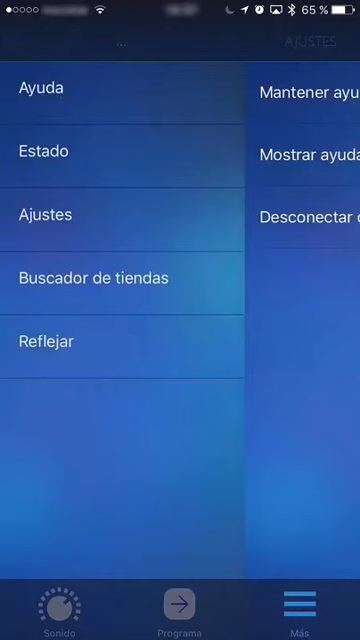 65 %
... AJUSTES
Ayuda
Mantener ayu
Estado
Mostrar ayuda
Ajustes
Desconectar
Buscador de tiendas
Reflejar
Sonido
Programa
Más